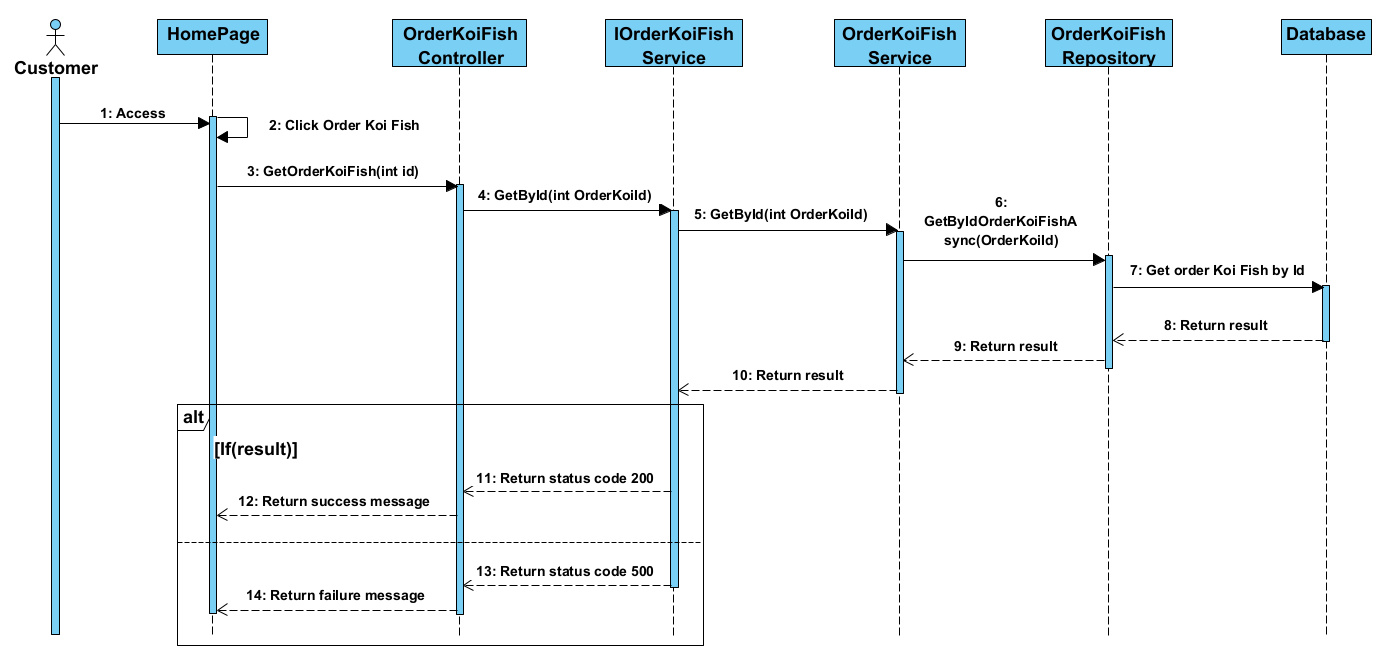 Customer
HomePage
OrderKoiFish
Controller
IOrderKoiFish
Service
OrderKoiFish
Service
OrderKoiFish
Repository
Database
1: Access
2: Click Order Koi Fish
3: GetOrderKoiFish(int id)
4: GetById(int OrderKoiId)
5: GetById(int OrderKoiId)
6:
GetByIdOrderKoiFishA
sync(OrderKoiId)
7: Get order Koi Fish by Id
8: Return result
9: Return result
10: Return result
alt
[If(result)]
11: Return status code 200
12: Return success message
13: Return status code 500
14: Return failure message